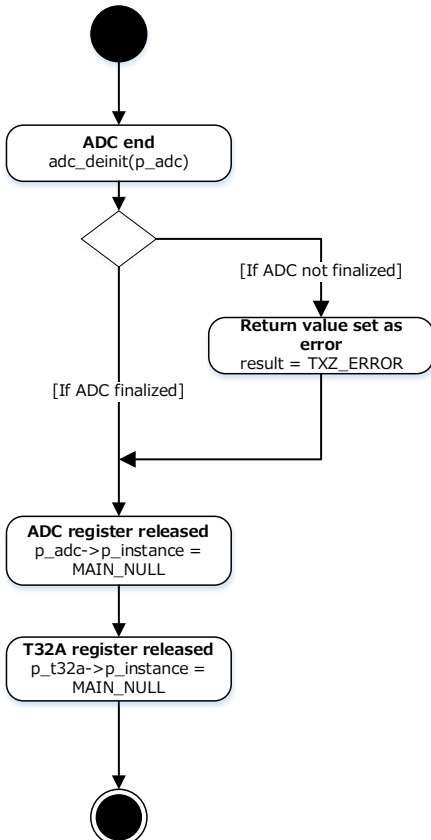 ADC end
adc_deinit(p_adc)
[If ADC not finalized]
Return value set as
error
result = TXZ_ERROR
[If ADC finalized]
ADC register released
p_adc->p_instance =
MAIN_NULL
T32A register released
p_t32a->p_instance =
MAIN_NULL